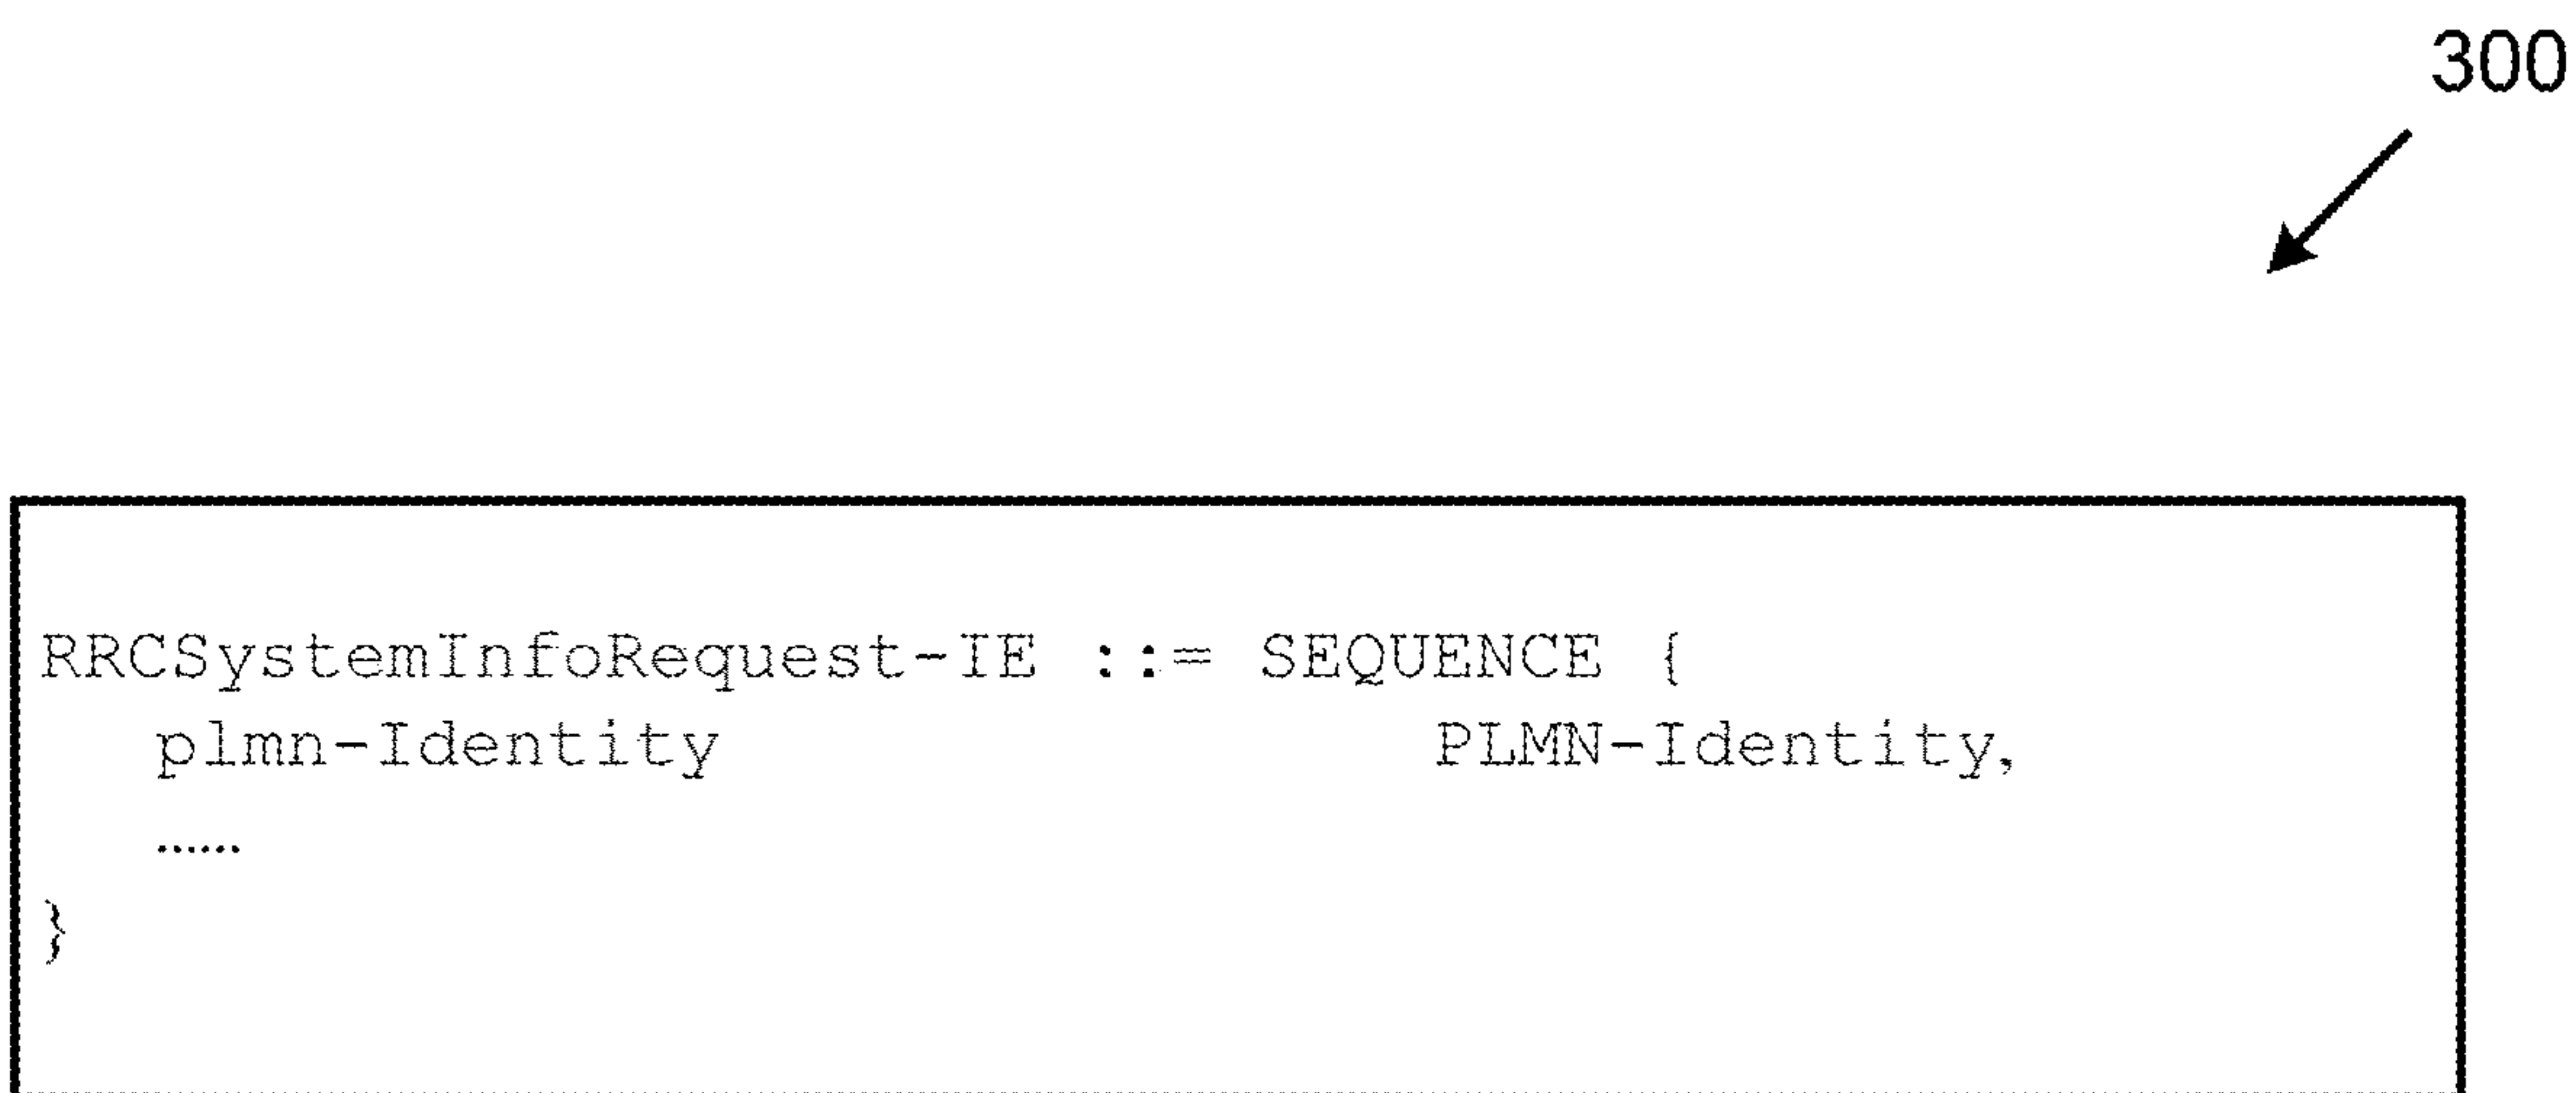 300
RRCSystemInfoRequest-IE ::= SEQUENCE {
plmn-Identity PLMN-Identity,
......
}